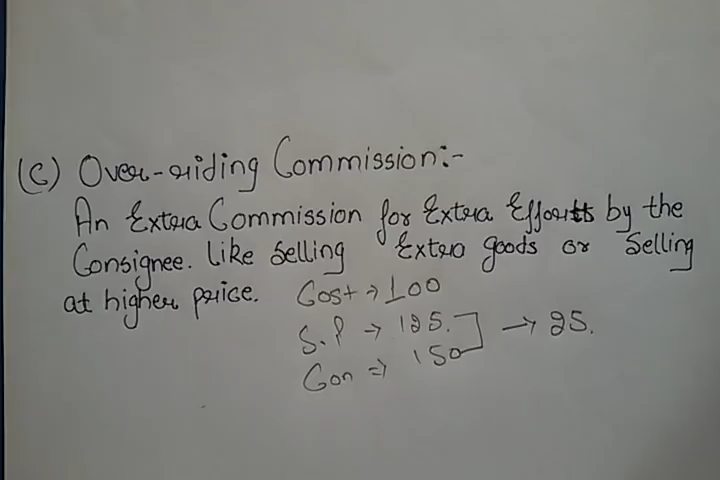 (C) Over-riding Commission:-
An Extra Commission for Extra Efforts by the
Consignee. Like Selling Extra goods or Selling
at higher price. Cost → 100
S.P → 125. ] → 25.
Con ⇒ 150